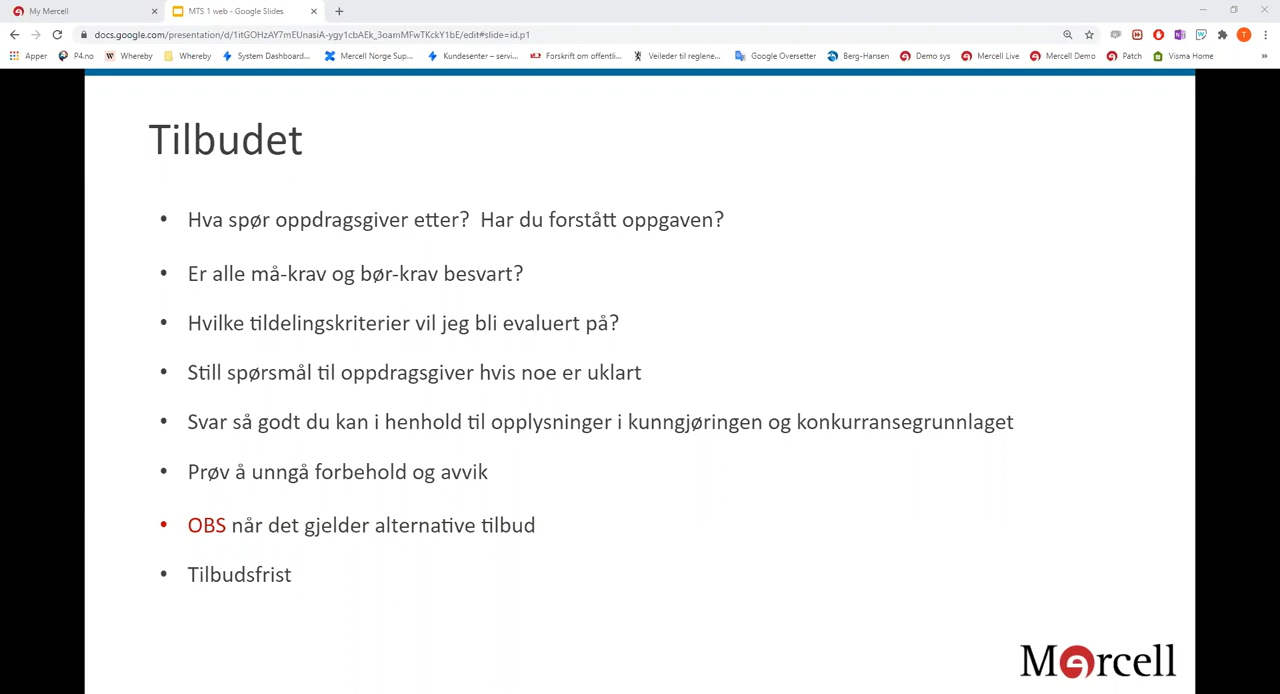 My Mercell
MTS 1 web - Google Slides
docs.google.com/presentation/d/1itGOHzAY7mEUnasiA-ygy1cbAEk_3oarnMFwTKckY1bE/edit#slide=id.p1
T
Apper
P4.no
Whereby
Whereby
System Dashboard...
Mercell Norge Sup...
Kundesenter – servi...
Forskrift om offentli...
Veileder til reglene...
Google Oversetter
Berg-Hansen
Demo sys
Mercell Live
Mercell Demo
Patch
Visma Home
»
Tilbudet
• Hva spør oppdragsgiver etter? Har du forstått oppgaven?
• Er alle må-krav og bør-krav besvart?
• Hvilke tildelingskriterier vil jeg bli evaluert på?
• Still spørsmål til oppdragsgiver hvis noe er uklart
• Svar så godt du kan i henhold til opplysninger i kunngjøringen og konkurransegrunnlaget
• Prøv å unngå forbehold og avvik
• OBS når det gjelder alternative tilbud
• Tilbudsfrist
Mercell